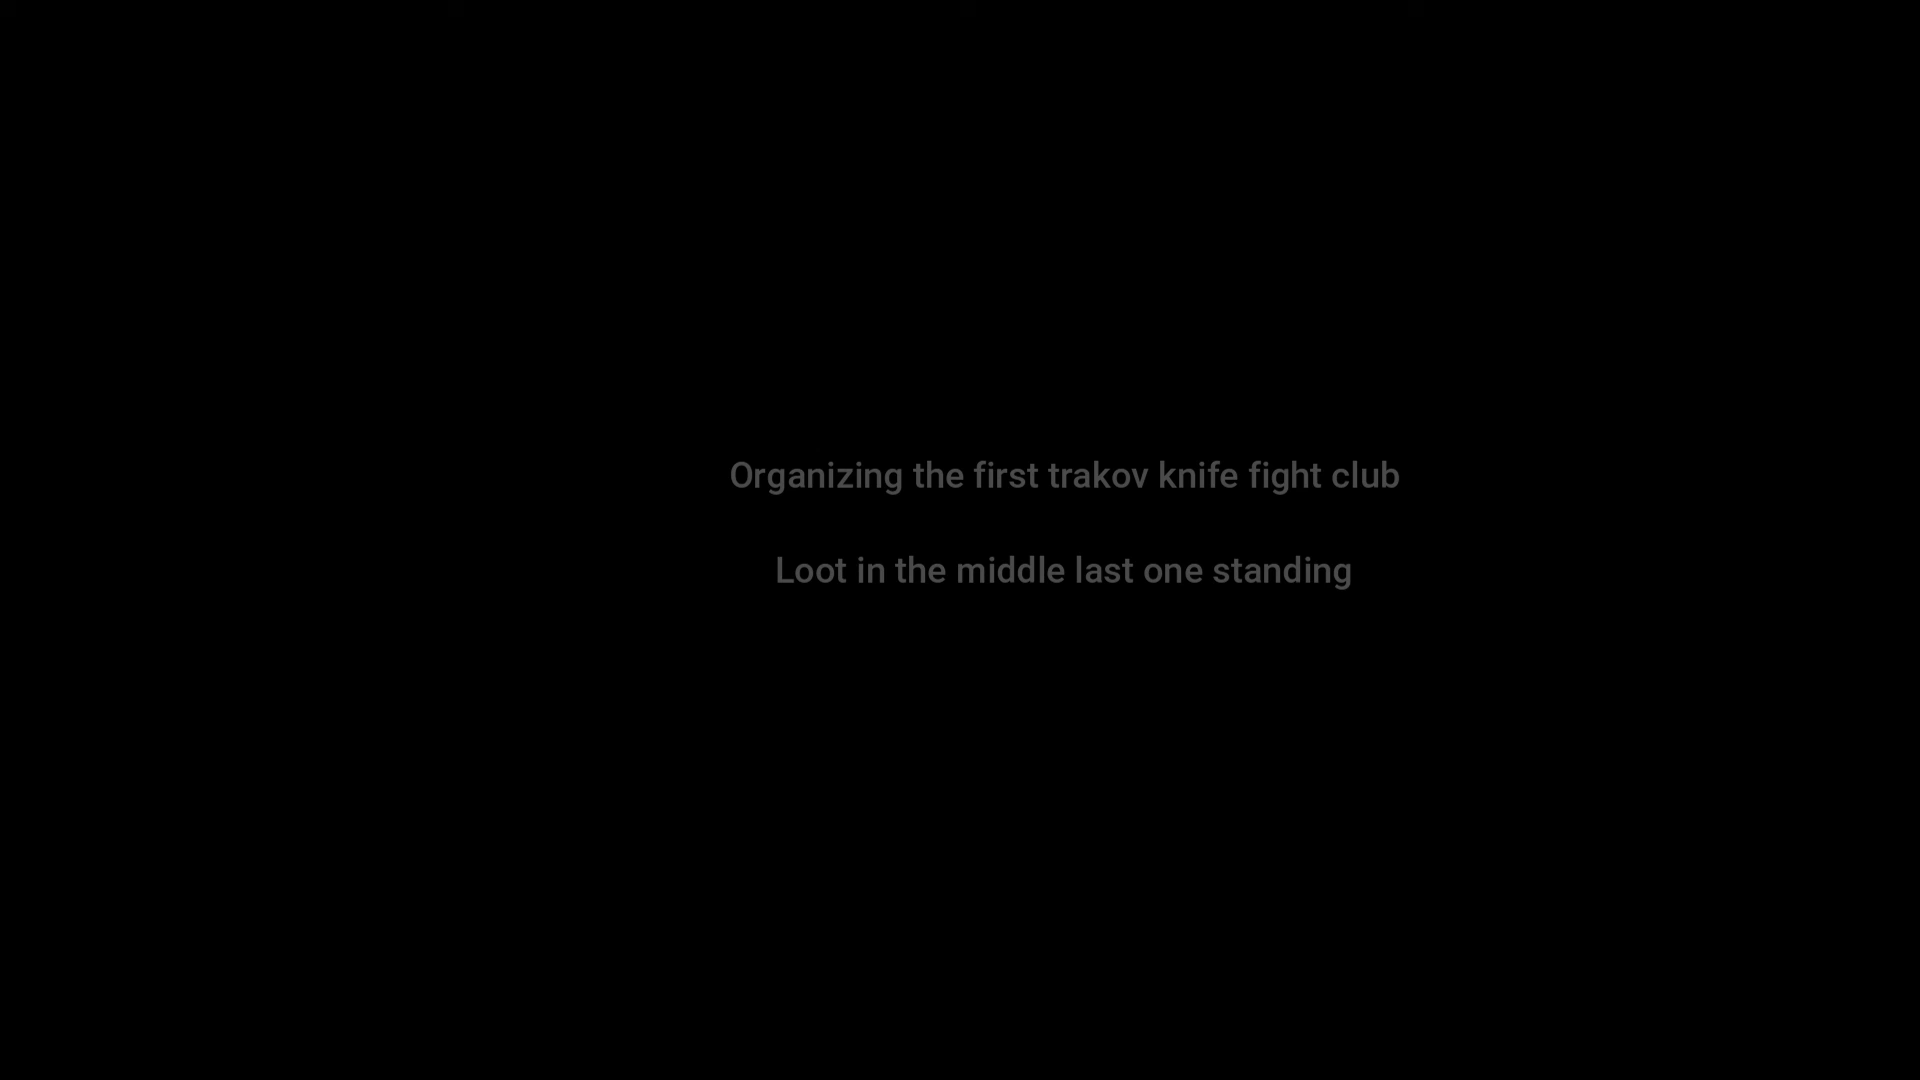 Organizing the first trakov knife fight club
Loot in the middle last one standing